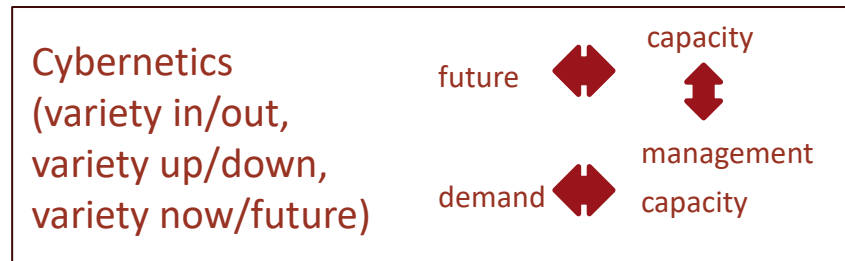 Cybernetics
(variety in/out,
variety up/down,
variety now/future)
capacity
future
management
demand
capacity